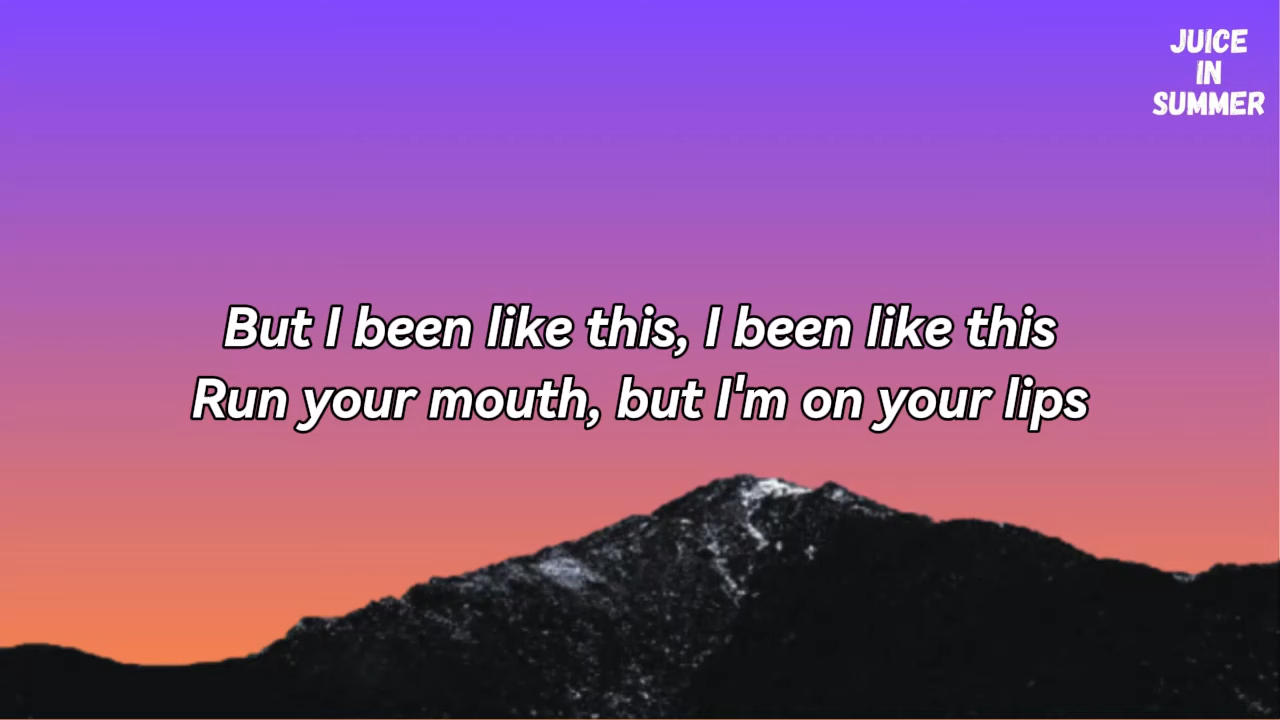 JUICE
IN
SUMMER
But I been like this, I been like this
Run your mouth, but I'm on your lips